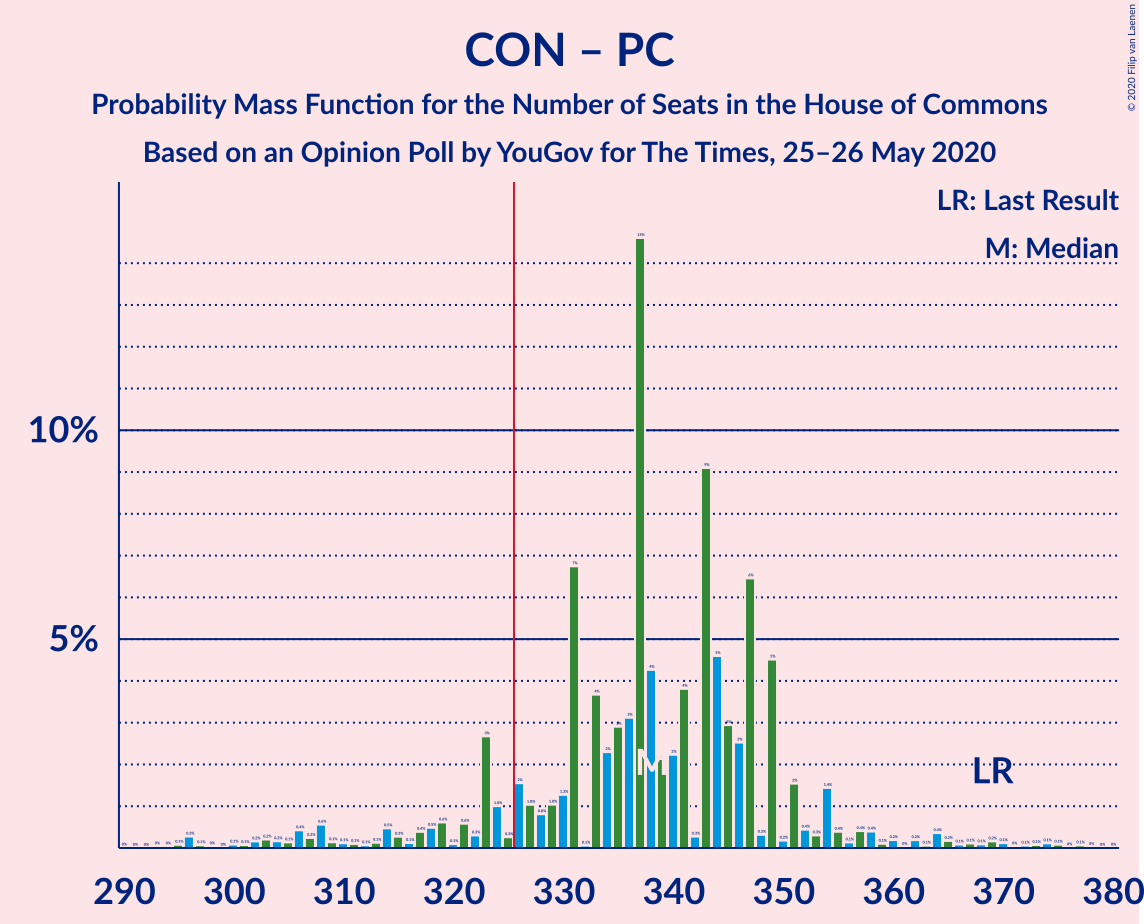 CON – PC
Probability Mass Function for the Number of Seats in the House of Commons
Based on an Opinion Poll by YouGov for The Times, 25–26 May 2020
© 2020 Filip van Laenen
LR: Last Result
M: Median
10%
5%
M
LR
290 300 310 320 330 340 350 360 370 380